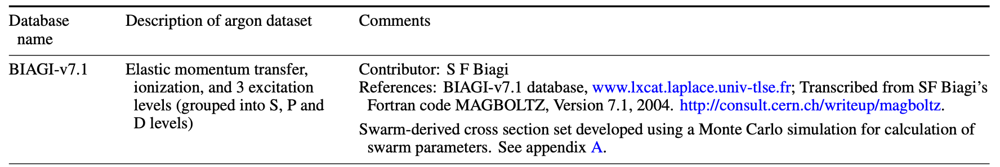 Database name
Description of argon dataset
Comments
BIAGI-v7.1
Elastic momentum transfer,
ionization, and 3 excitation
levels (grouped into S, P and
D levels)
Contributor: S F Biagi
References: BIAGI-v7.1 database, www.lxcat.laplace.univ-tlse.fr; Transcribed from SF Biagi's
Fortran code MAGBOLTZ, Version 7.1, 2004. http://consult.cern.ch/writeup/magboltz.
Swarm-derived cross section set developed using a Monte Carlo simulation for calculation of
swarm parameters. See appendix A.